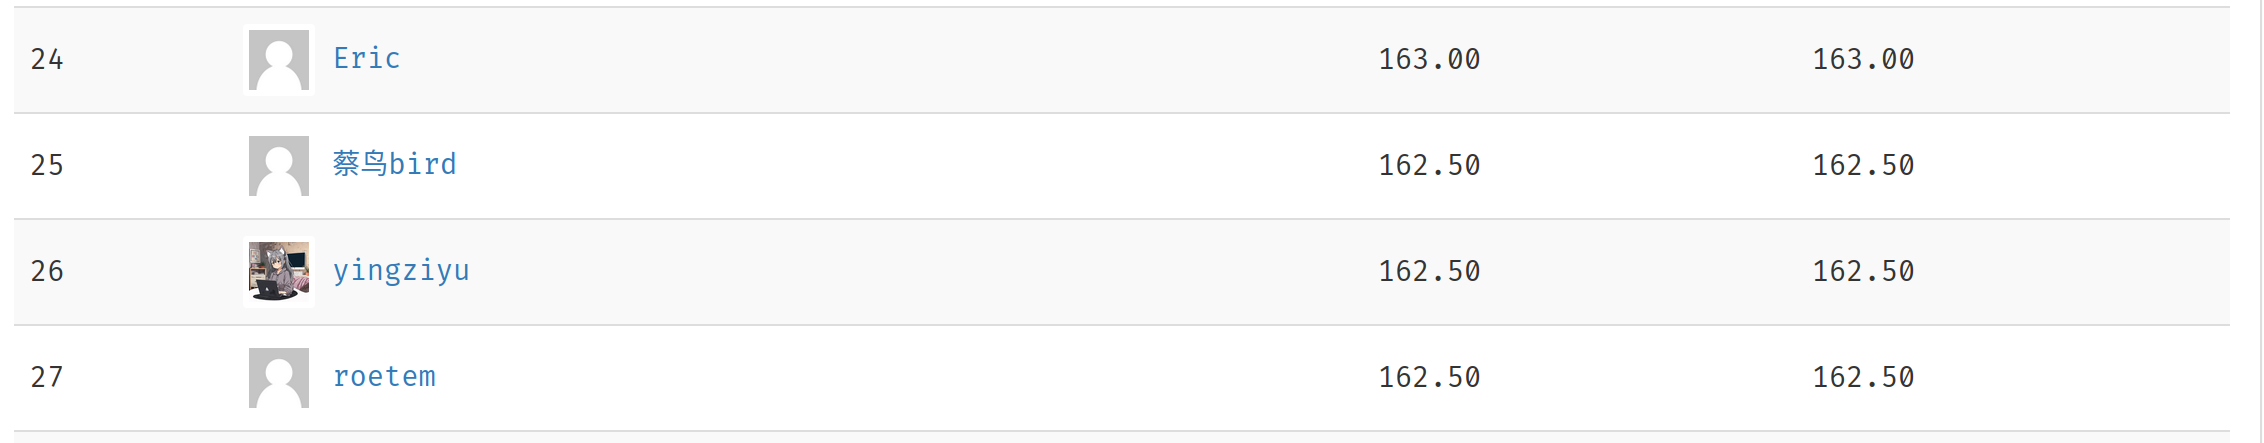 24 Eric 163.00 163.00
25 蔡鸟bird 162.50 162.50
26 yingziyu 162.50 162.50
27 roetem 162.50 162.50